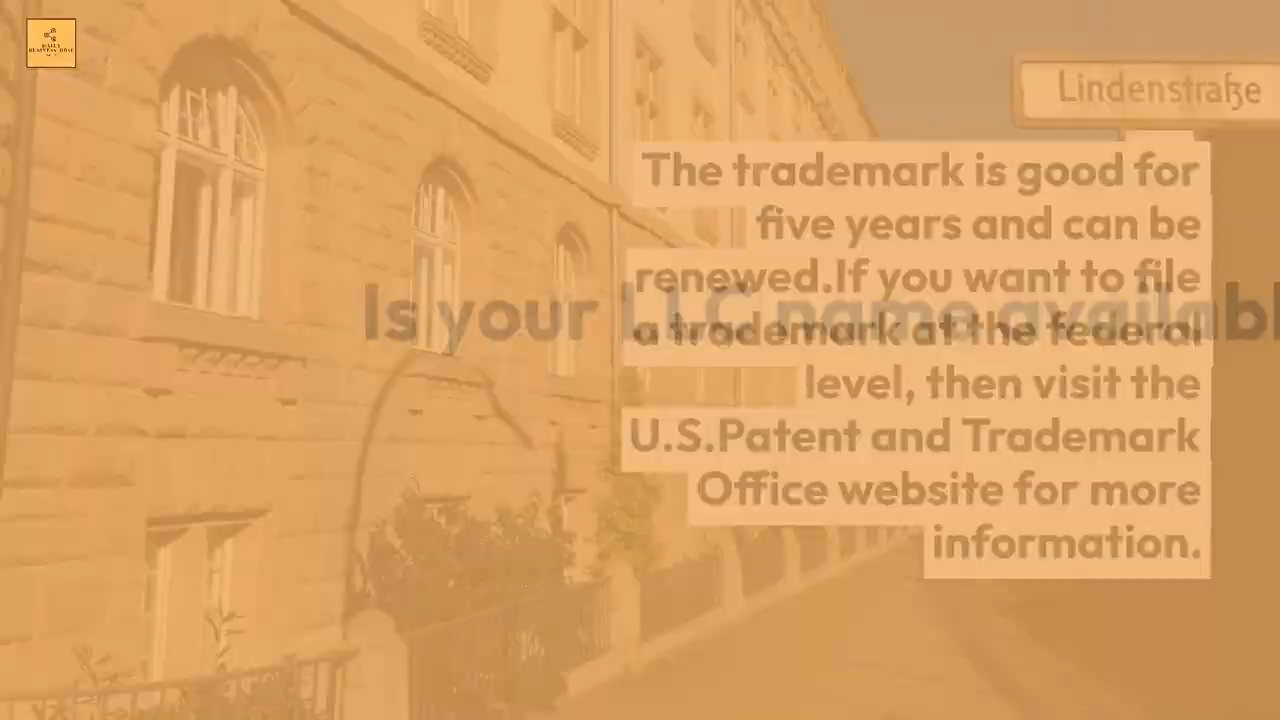 Lindenstraße
The trademark is good for
five years and can be
renewed.If you want to file
a trademark at the federal
level, then visit the
U.S.Patent and Trademark
Office website for more
information.
Is your LLC name availabl